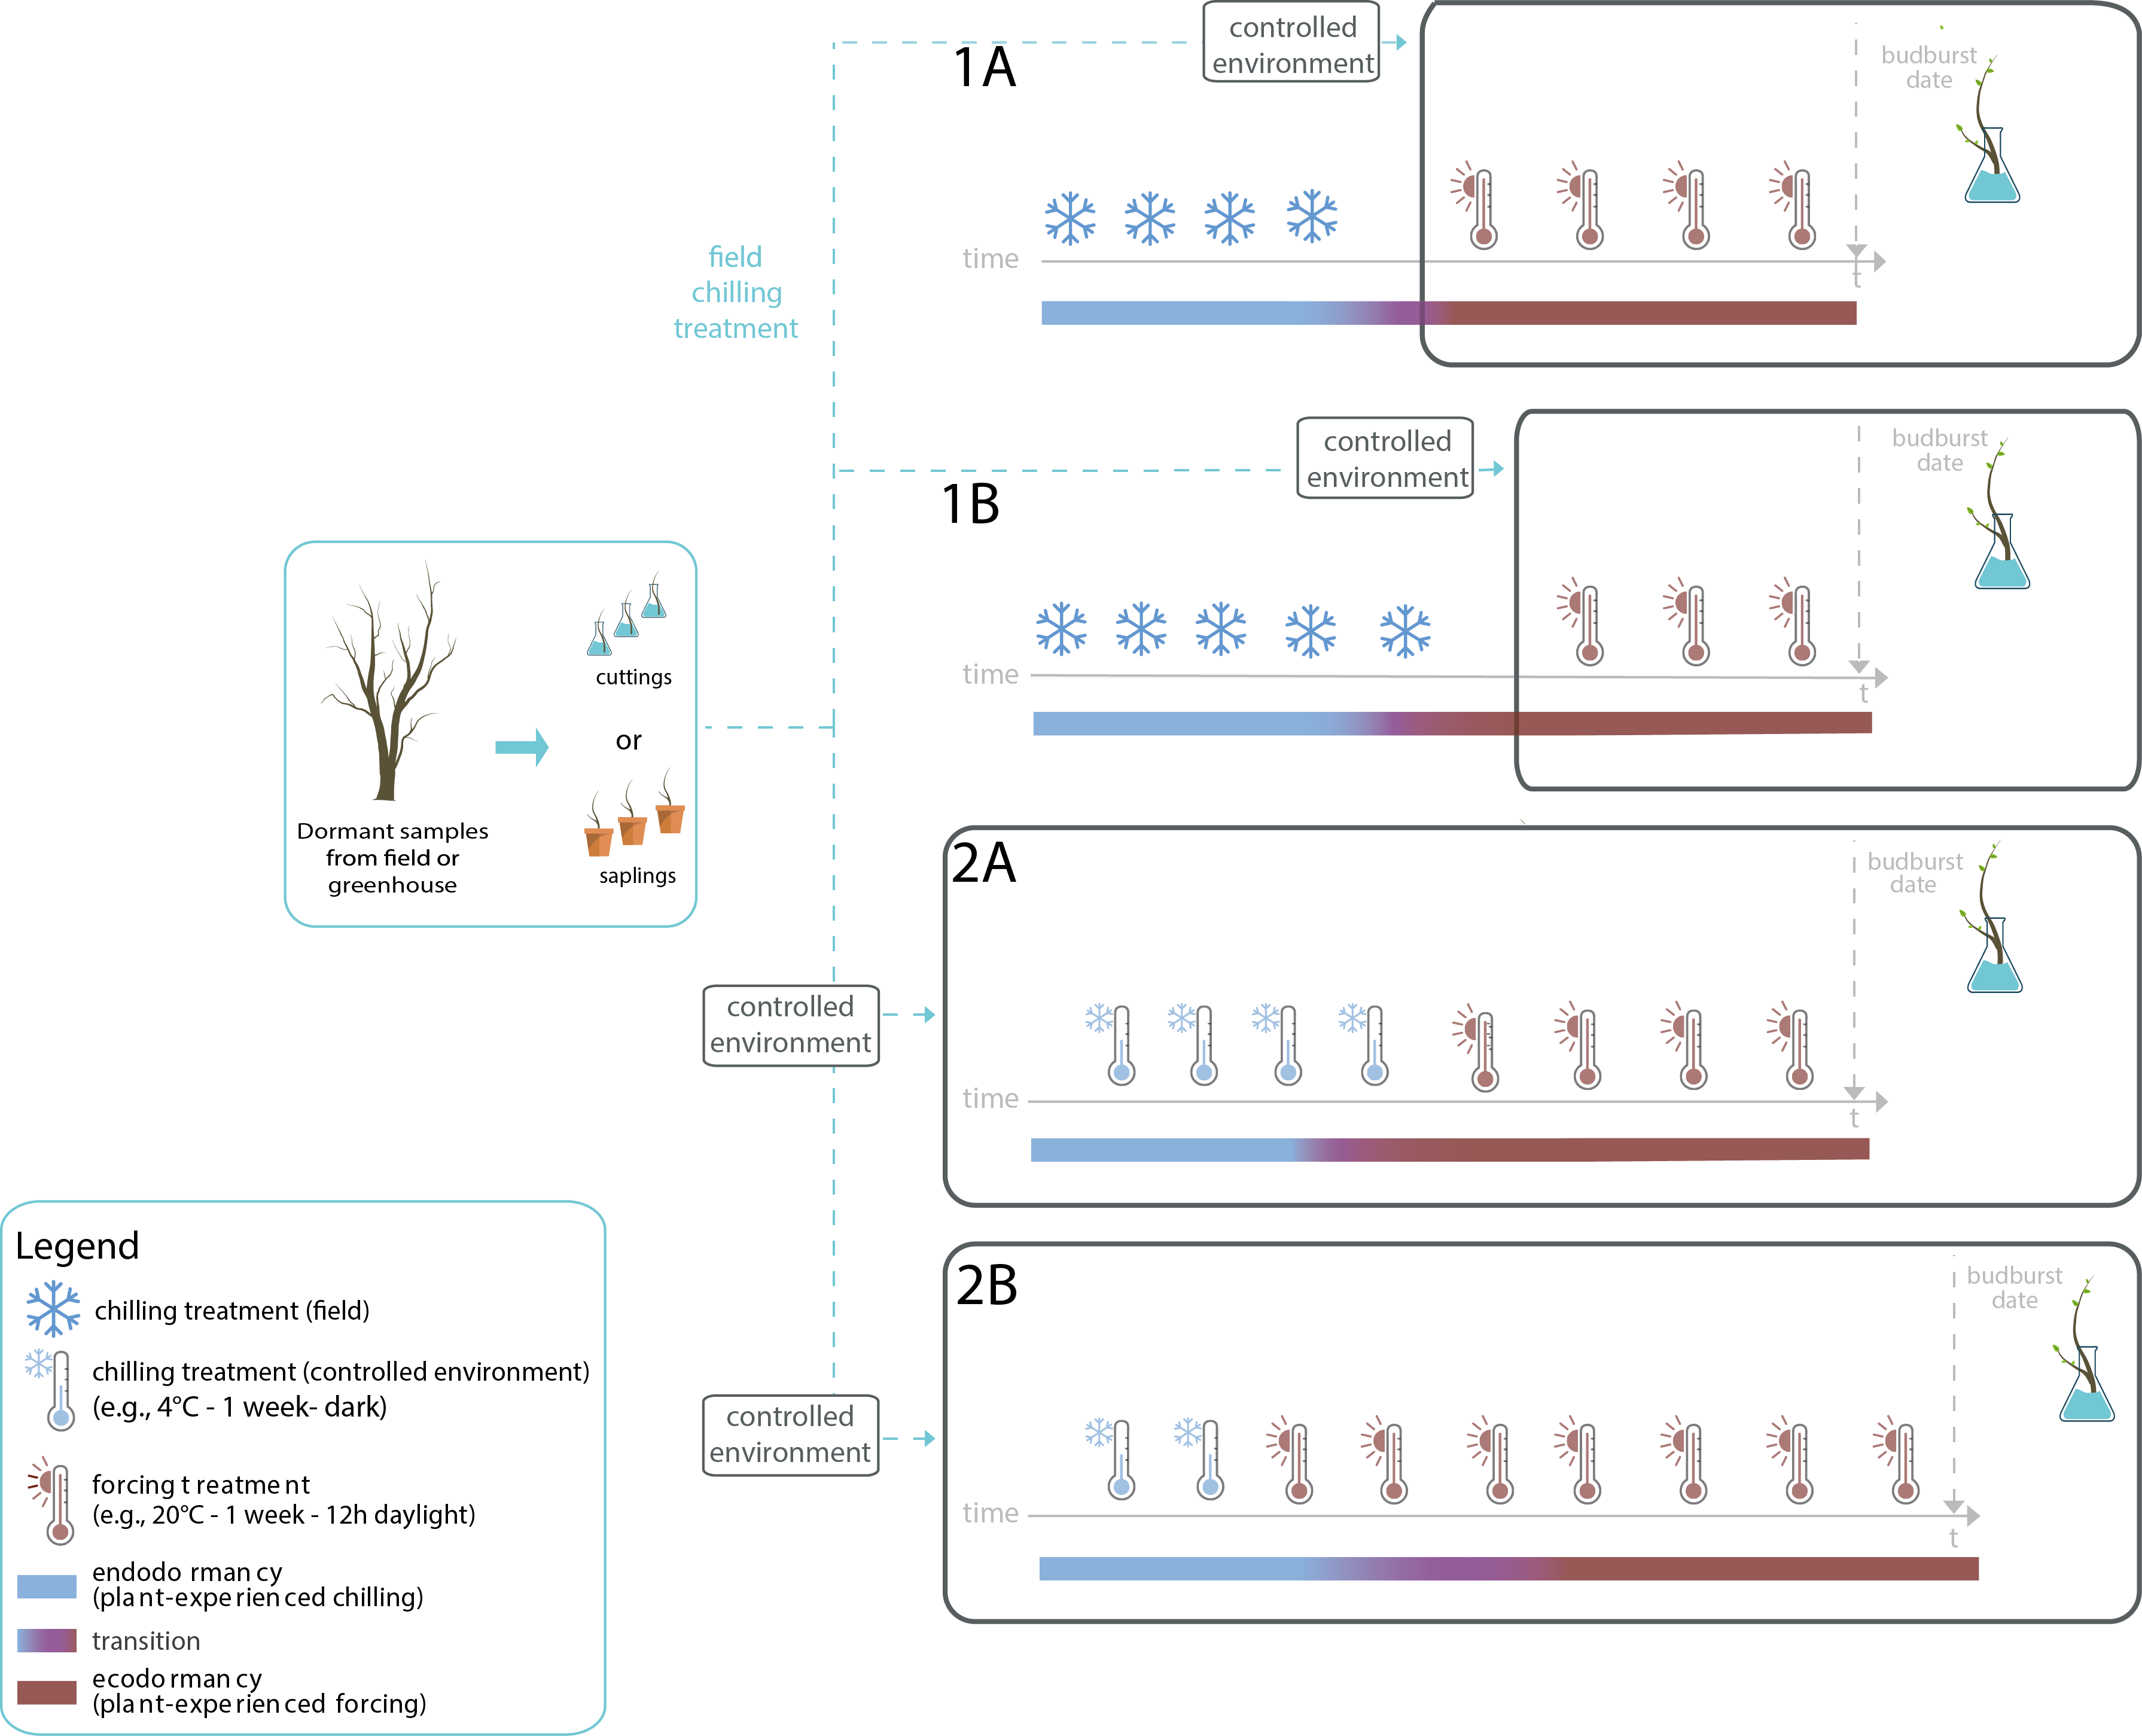 controlled
environment
1A
budburst
date
field
chilling
treatment
time
t
controlled
environment
1B
budburst
date
time
t
cuttings
or
saplings
Dormant samples
from field or
greenhouse
2A
budburst
date
controlled
environment
time
t
2B
budburst
date
controlled
environment
time
t
Legend
chilling treatment (field)
chilling treatment (controlled environment)
(e.g., 4°C - 1 week- dark)
forcing t reatme nt
(e.g., 20°C - 1 week - 12h daylight)
endodo rman cy
(pla nt-expe rien ced chilling)
transition
ecodo rman cy
(pla nt-expe rien ced forcing)